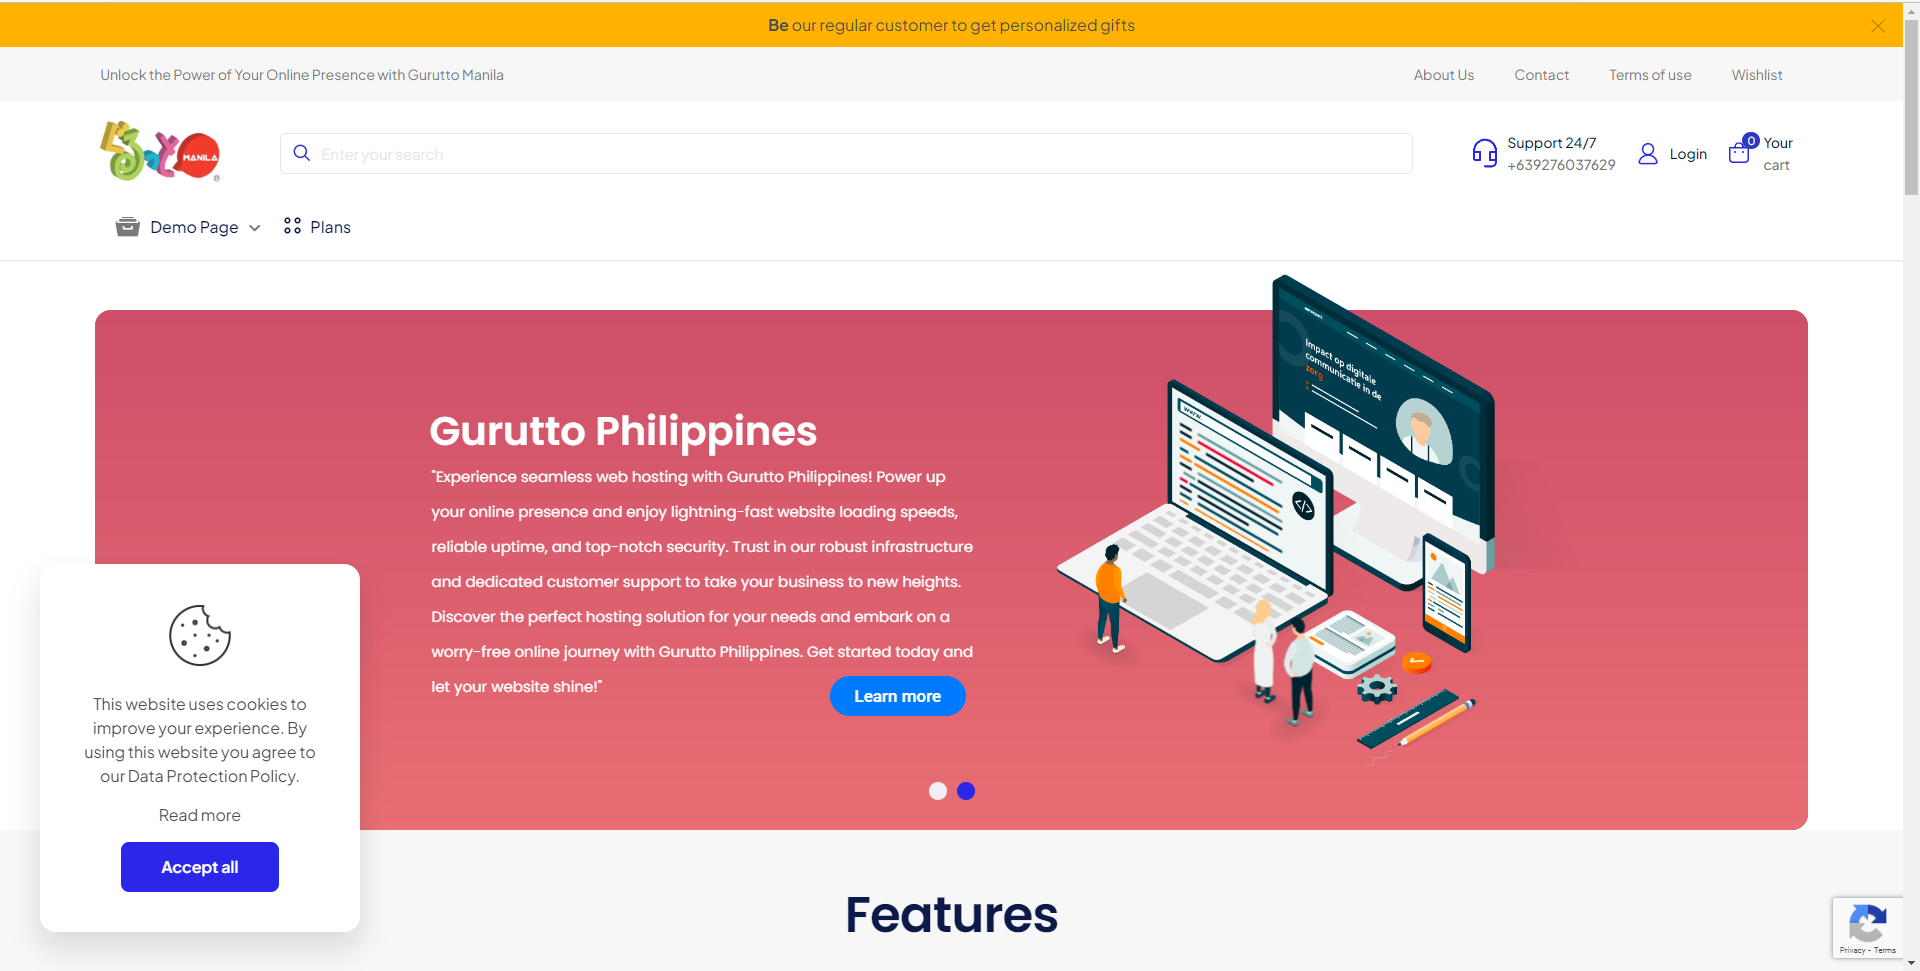 Be our regular customer to get personalized gifts
Unlock the Power of Your Online Presence with Gurutto Manila
About Us
Contact
Terms of use
Wishlist
MANILA
®
Enter your search
Support 24/7
+639276037629
Login
0
Your
cart
Demo Page
Plans
Gurutto Philippines
"Experience seamless web hosting with Gurutto Philippines! Power up
your online presence and enjoy lightning-fast website loading speeds,
reliable uptime, and top-notch security. Trust in our robust infrastructure
and dedicated customer support to take your business to new heights.
Discover the perfect hosting solution for your needs and embark on a
worry-free online journey with Gurutto Philippines. Get started today and
let your website shine!"
Learn more
Impact op digitale
communicatie in de
zorg
www.
</>
This website uses cookies to
improve your experience. By
using this website you agree to
our Data Protection Policy.
Read more
Accept all
Features
Privacy - Terms